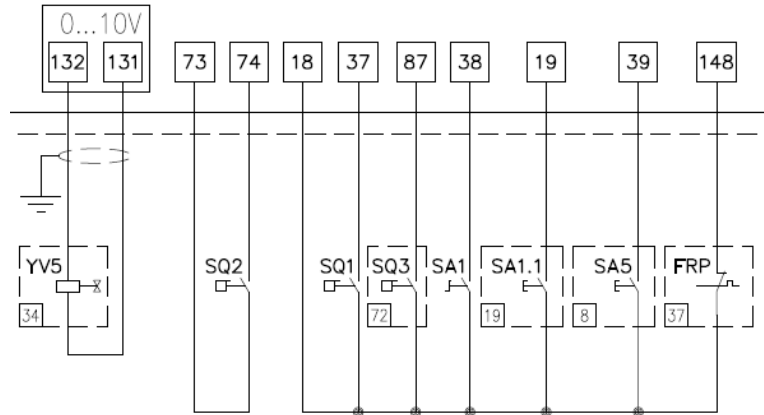 0...10V
132 131 73 74 18 37 87 38 19 39 148
YV5 SQ2 SQ1 SQ3 SA1 SA1.1 SA5 FRP
34 72 19 8 37